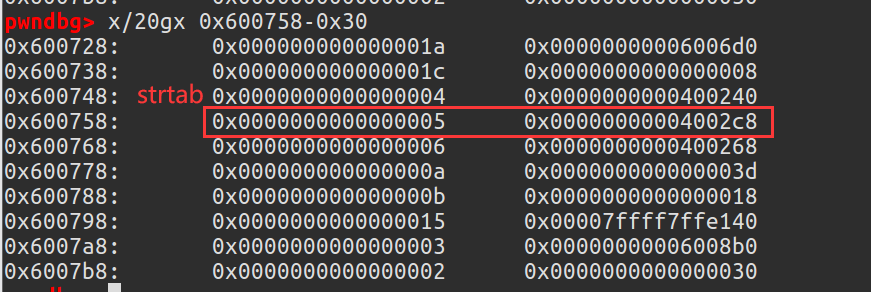 pwndbg> x/20gx 0x600758-0x30
0x600728: 0x000000000000001a 0x00000000006006d0
0x600738: 0x000000000000001c 0x0000000000000008
0x600748: strtab 0x0000000000000004 0x0000000000400240
0x600758: 0x0000000000000005 0x00000000004002c8
0x600768: 0x0000000000000006 0x0000000000400268
0x600778: 0x000000000000000a 0x000000000000003d
0x600788: 0x000000000000000b 0x0000000000000018
0x600798: 0x0000000000000015 0x00007ffff7ffe140
0x6007a8: 0x0000000000000003 0x00000000006008b0
0x6007b8: 0x0000000000000002 0x0000000000000030